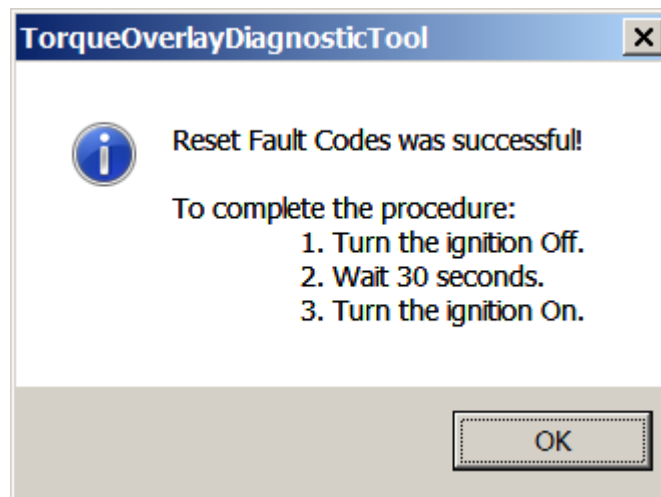 TorqueOverlayDiagnosticTool
Reset Fault Codes was successful!
To complete the procedure:
1. Turn the ignition Off.
2. Wait 30 seconds.
3. Turn the ignition On.
OK